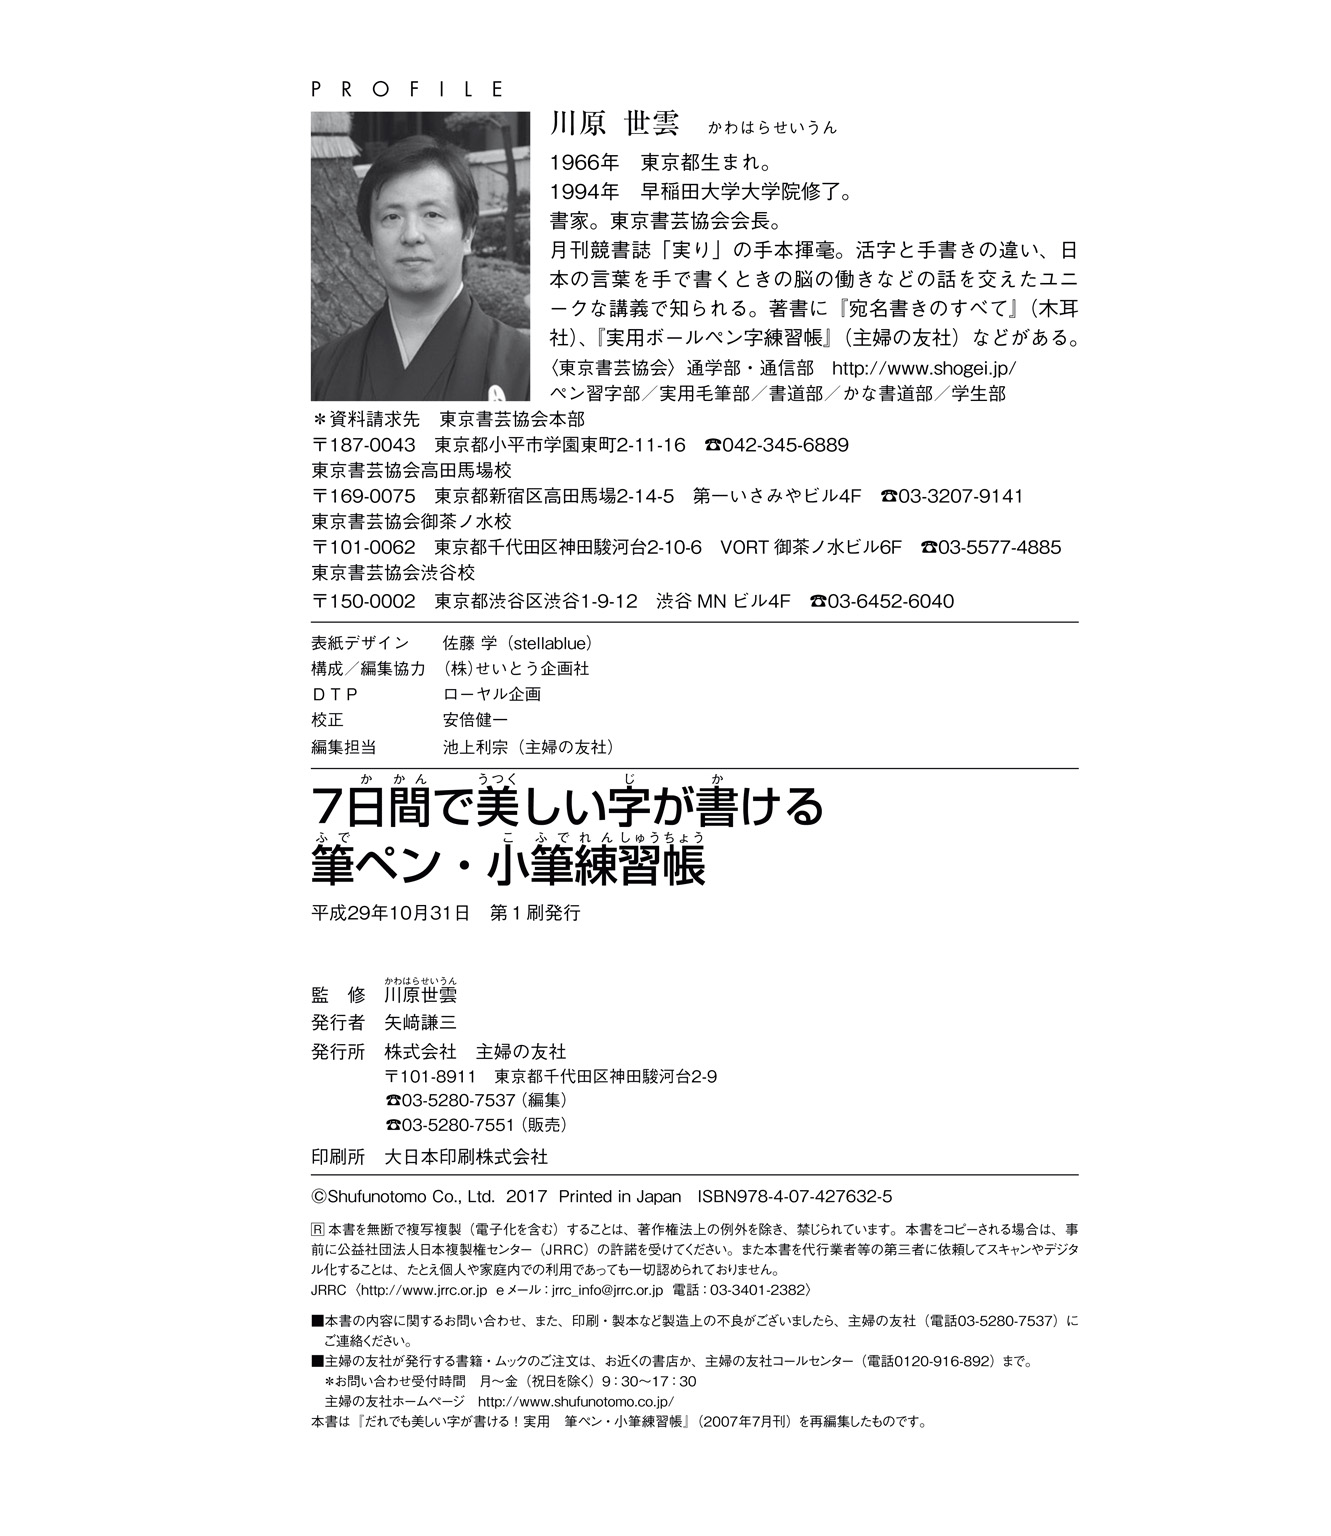 PROFILE
川原 世雲 かわはらせいうん
1966年 東京都生まれ。
1994年 早稲田大学大学院修了。
書家。東京書芸協会会長。
月刊競書誌「実り」の手本揮毫。活字と手書きの違い、日
本の言葉を手で書くときの脳の働きなどの話を交えたユニ
ークな講義で知られる。著書に『宛名書きのすべて』（木耳
社）、『実用ボールペン字練習帳』（主婦の友社）などがある。
〈東京書芸協会〉通学部・通信部 http://www.shogei.jp/
ペン習字部／実用毛筆部／書道部／かな書道部／学生部
＊資料請求先 東京書芸協会本部
〒187-0043 東京都小平市学園東町2-11-16 ☎042-345-6889
東京書芸協会高田馬場校
〒169-0075 東京都新宿区高田馬場2-14-5 第一いさみやビル4F ☎03-3207-9141
東京書芸協会御茶ノ水校
〒101-0062 東京都千代田区神田駿河台2-10-6 VORT 御茶ノ水ビル6F ☎03-5577-4885
東京書芸協会渋谷校
〒150-0002 東京都渋谷区渋谷1-9-12 渋谷 MN ビル4F ☎03-6452-6040
表紙デザイン 佐藤 学（stellablue）
構成／編集協力 （株）せいとう企画社
ＤＴＰ ローヤル企画
校正 安倍健一
編集担当 池上利宗（主婦の友社）
か かん うつく じ か
7日間で美しい字が書ける
ふで こ ふでれんしゅうちょう
筆ペン・小筆練習帳
平成29年10月31日 第１刷発行
かわはらせいうん
監 修 川原世雲
発行者 矢﨑謙三
発行所 株式会社 主婦の友社
〒101-8911 東京都千代田区神田駿河台2-9
☎03-5280-7537（編集）
☎03-5280-7551（販売）
印刷所 大日本印刷株式会社
©Shufunotomo Co., Ltd. 2017 Printed in Japan ISBN978-4-07-427632-5
🅁 本書を無断で複写複製（電子化を含む）することは、著作権法上の例外を除き、禁じられています。本書をコピーされる場合は、事
前に公益社団法人日本複製権センター（JRRC）の許諾を受けてください。また本書を代行業者等の第三者に依頼してスキャンやデジタ
ル化することは、たとえ個人や家庭内での利用であっても一切認められておりません。
JRRC〈http://www.jrrc.or.jp eメール：jrrc_info@jrrc.or.jp 電話：03-3401-2382〉
■本書の内容に関するお問い合わせ、また、印刷・製本など製造上の不良がございましたら、主婦の友社（電話03-5280-7537）に
ご連絡ください。
■主婦の友社が発行する書籍・ムックのご注文は、お近くの書店か、主婦の友社コールセンター（電話0120-916-892）まで。
＊お問い合わせ受付時間 月〜金（祝日を除く）9：30〜17：30
主婦の友社ホームページ http://www.shufunotomo.co.jp/
本書は『だれでも美しい字が書ける！実用 筆ペン・小筆練習帳』（2007年7月刊）を再編集したものです。